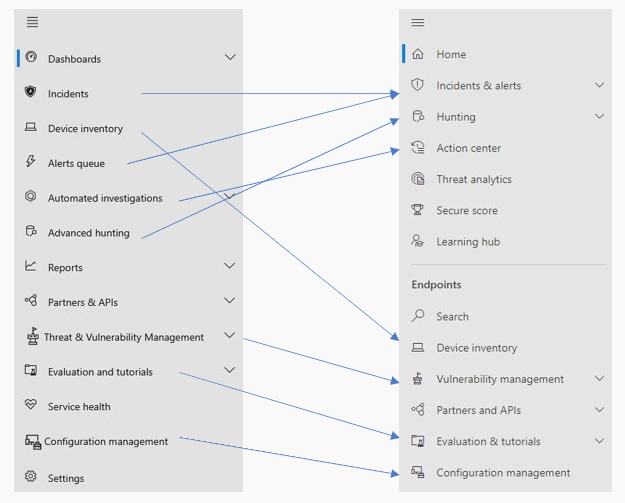 Dashboards
Incidents
Device inventory
Alerts queue
Automated investigations
Advanced hunting
Reports
Partners & APIs
Threat & Vulnerability Management
Evaluation and tutorials
Service health
Configuration management
Settings
Home
Incidents & alerts
Hunting
Action center
Threat analytics
Secure score
Learning hub
Endpoints
Search
Device inventory
Vulnerability management
Partners and APIs
Evaluation & tutorials
Configuration management